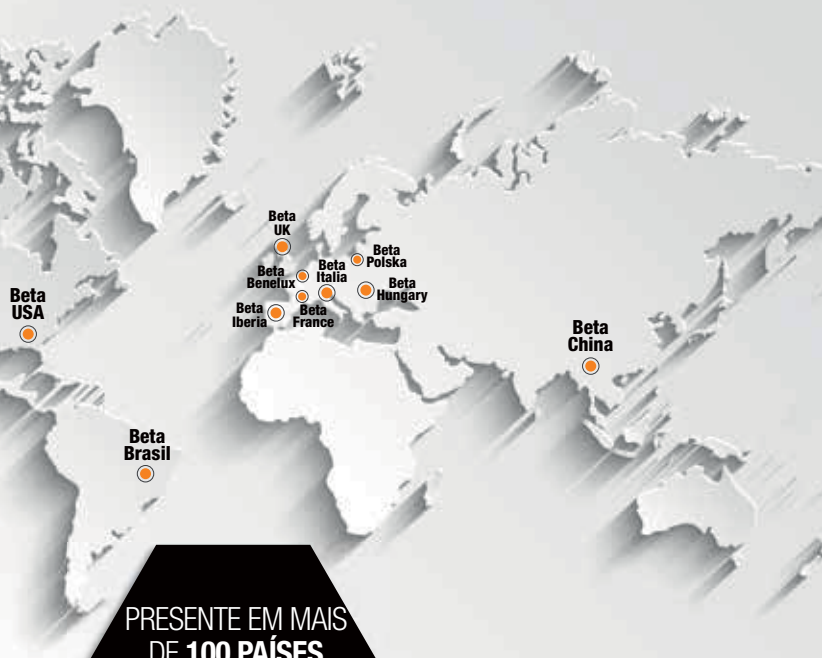 Beta
UK
Beta
Polska
Beta
Benelux
Beta
Italia
Beta
Hungary
Beta
Iberia
Beta
France
Beta
USA
Beta
China
Beta
Brasil
PRESENTE EM MAIS
DE 100 PAÍSES